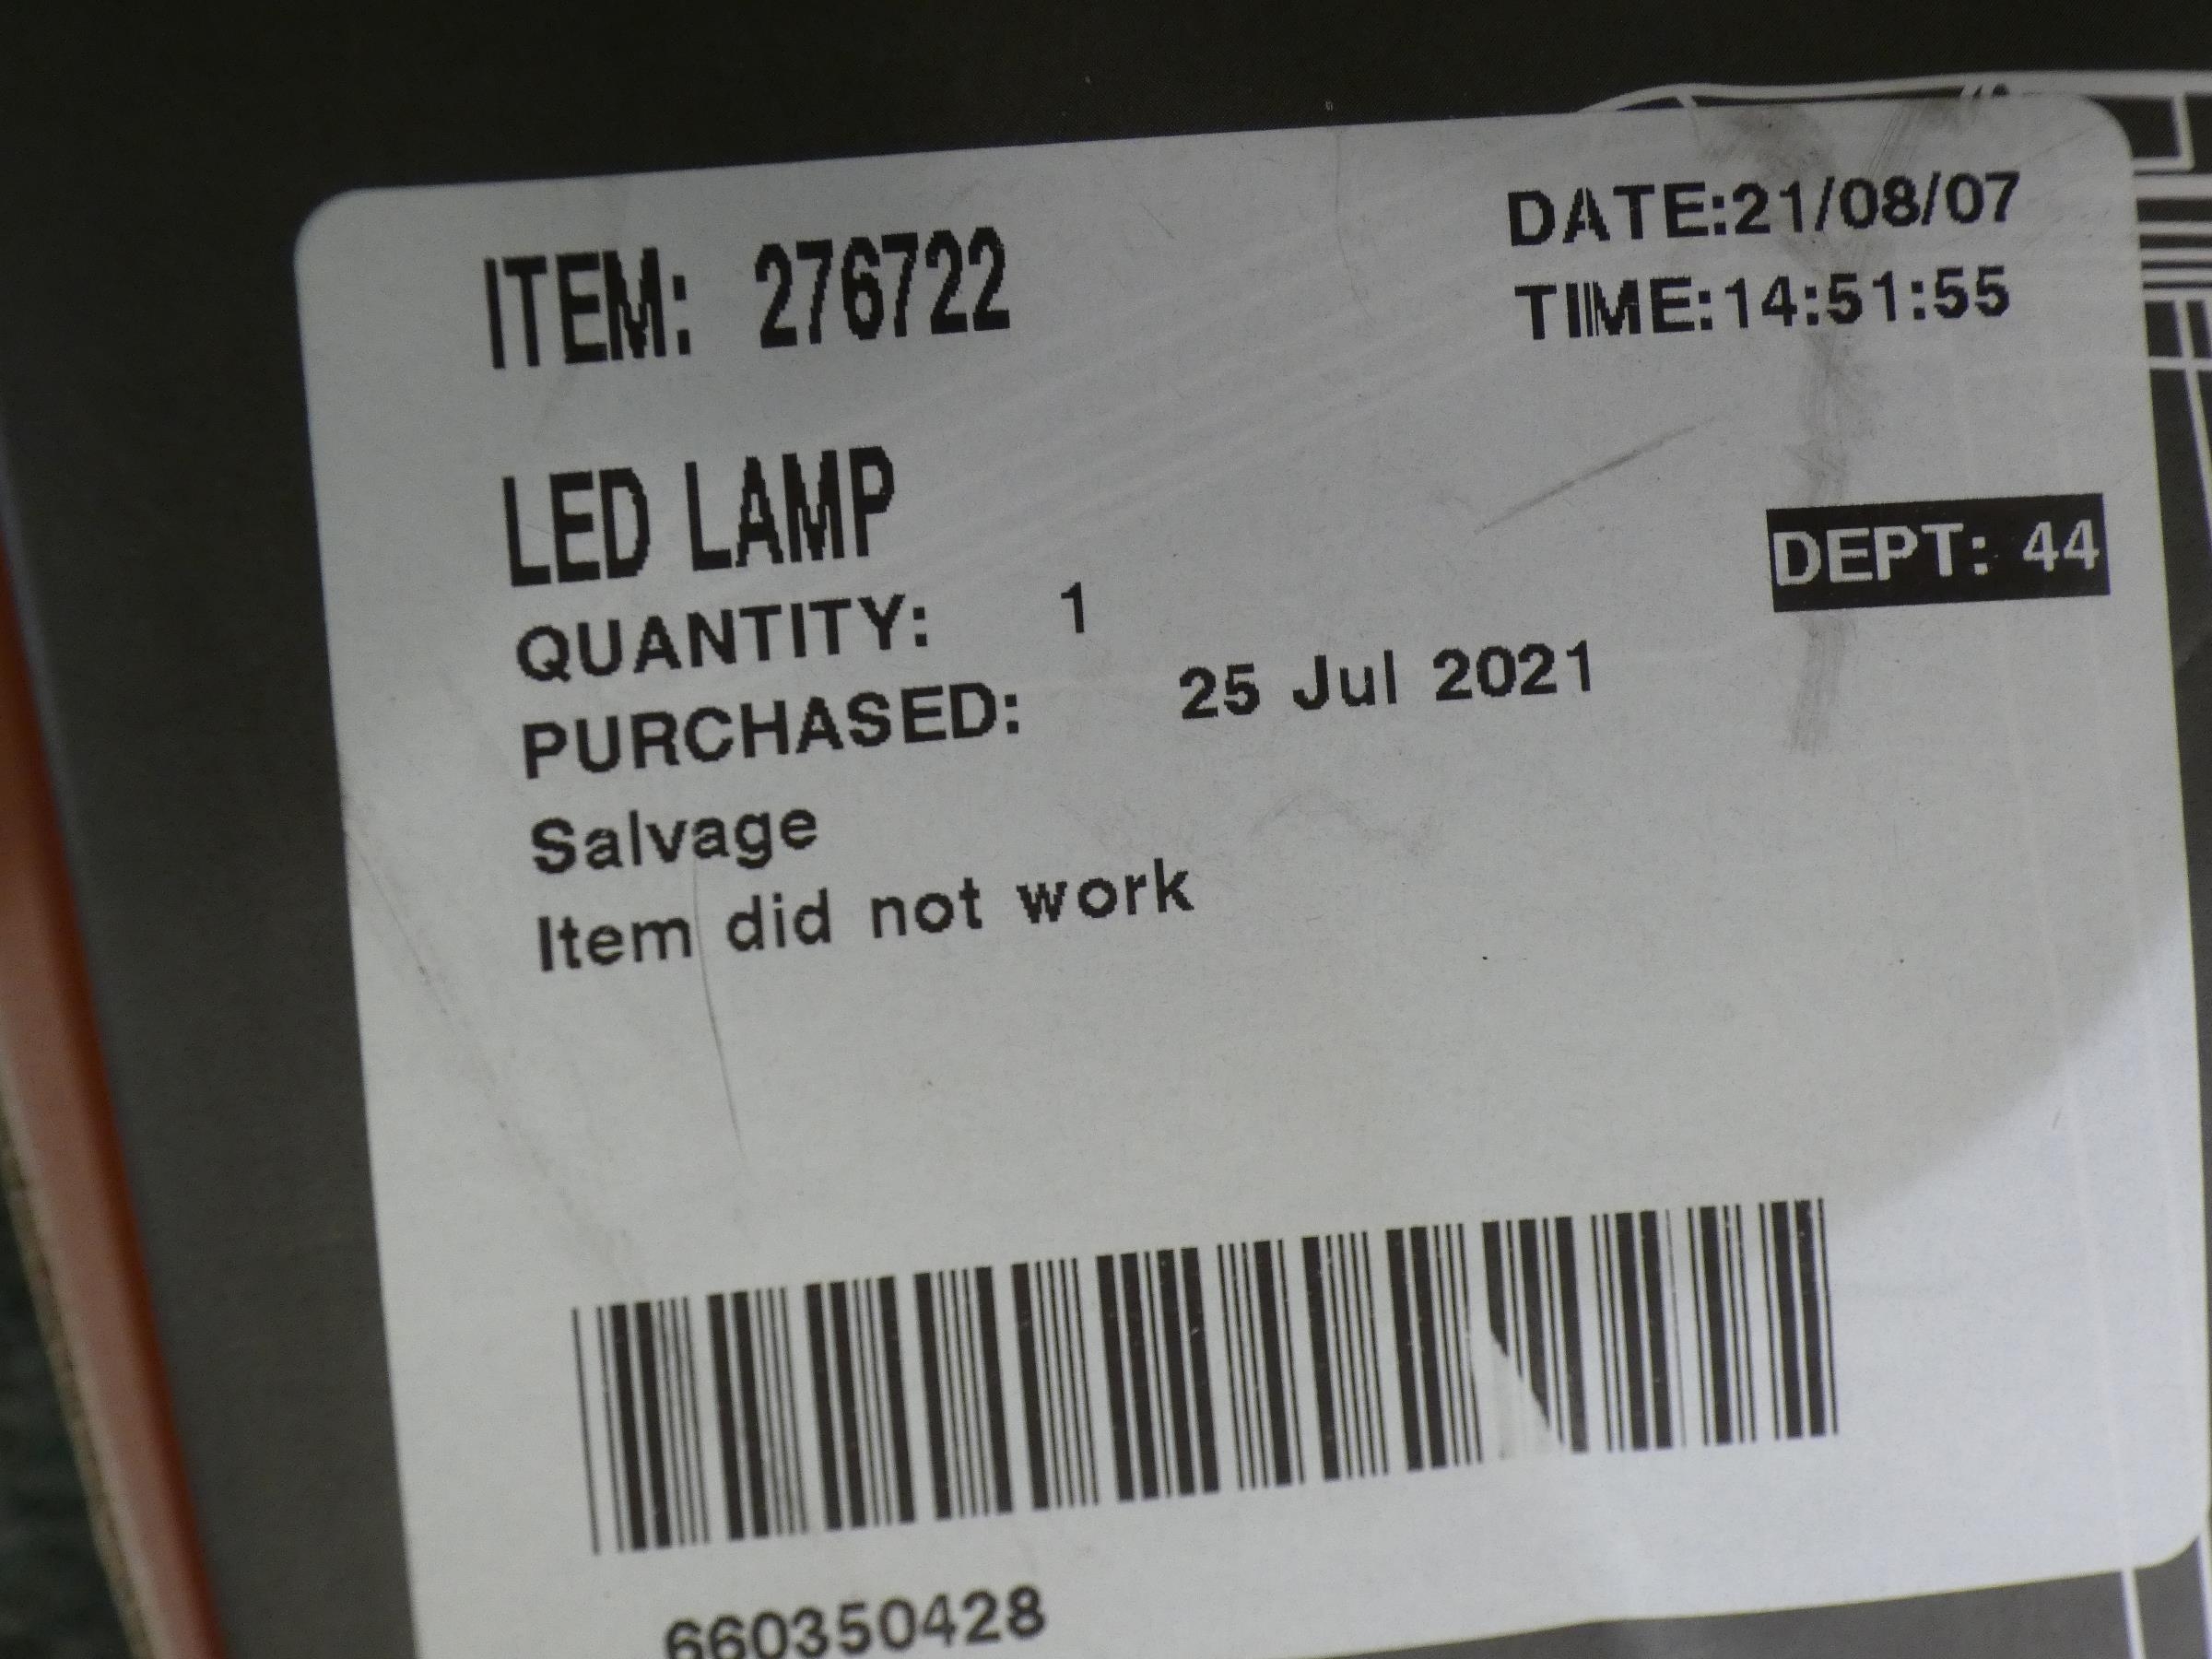 ITEM: 276722
DATE:21/08/07
TIME:14:51:55
LED LAMP
DEPT: 44
QUANTITY: 1
PURCHASED: 25 Jul 2021
Salvage
Item did not work
660350428